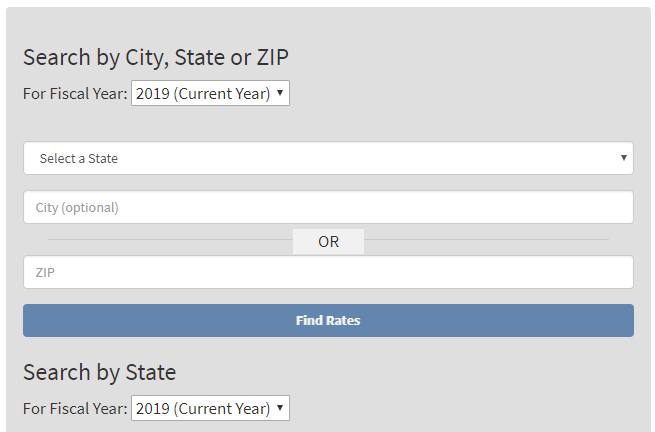 Search by City, State or ZIP
For Fiscal Year: 2019 (Current Year)
Select a State
City (optional)
OR
ZIP
Find Rates
Search by State
For Fiscal Year: 2019 (Current Year)